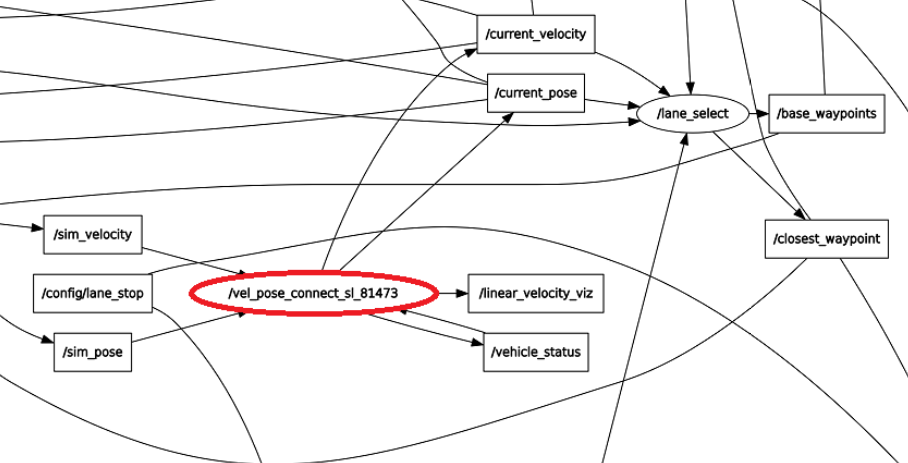 /current_velocity
/current_pose
/lane_select
/base_waypoints
/sim_velocity
/closest_waypoint
/config/lane_stop
/vel_pose_connect_sl_81473
/linear_velocity_viz
/sim_pose
/vehicle_status